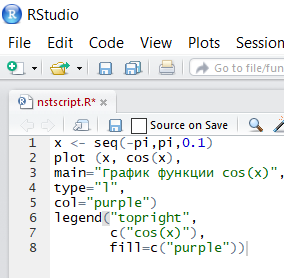 RStudio
File Edit Code View Plots Session
Go to file/fun
nstscript.R* ×
Source on Save
1 x <- seq(-pi,pi,0.1)
2 plot (x, cos(x),
3 main="График функции cos(x)",
4 type="l",
5 col="purple")
6 legend("topright",
7 c("cos(x)"),
8 fill=c("purple"))